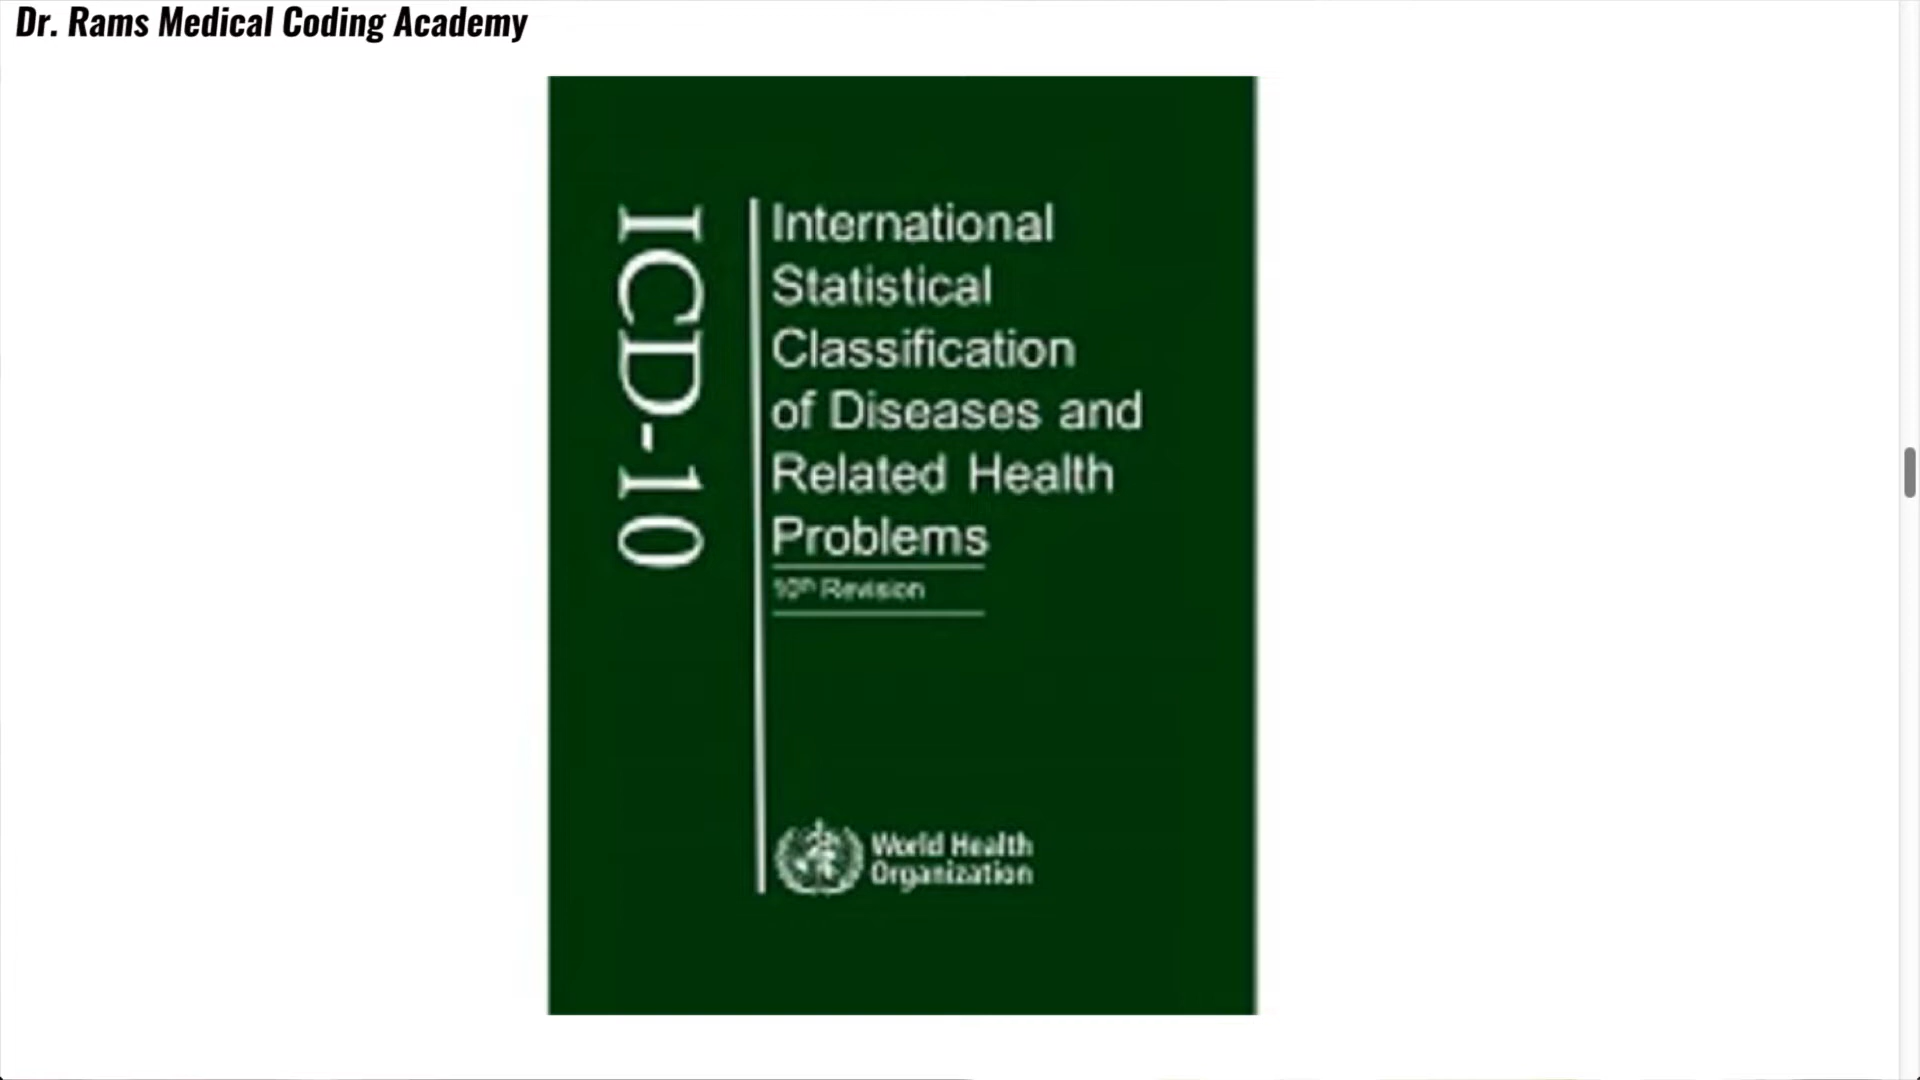 Dr. Rams Medical Coding Academy
ICD-10
International
Statistical
Classification
of Diseases and
Related Health
Problems
10th Revision
World Health
Organization